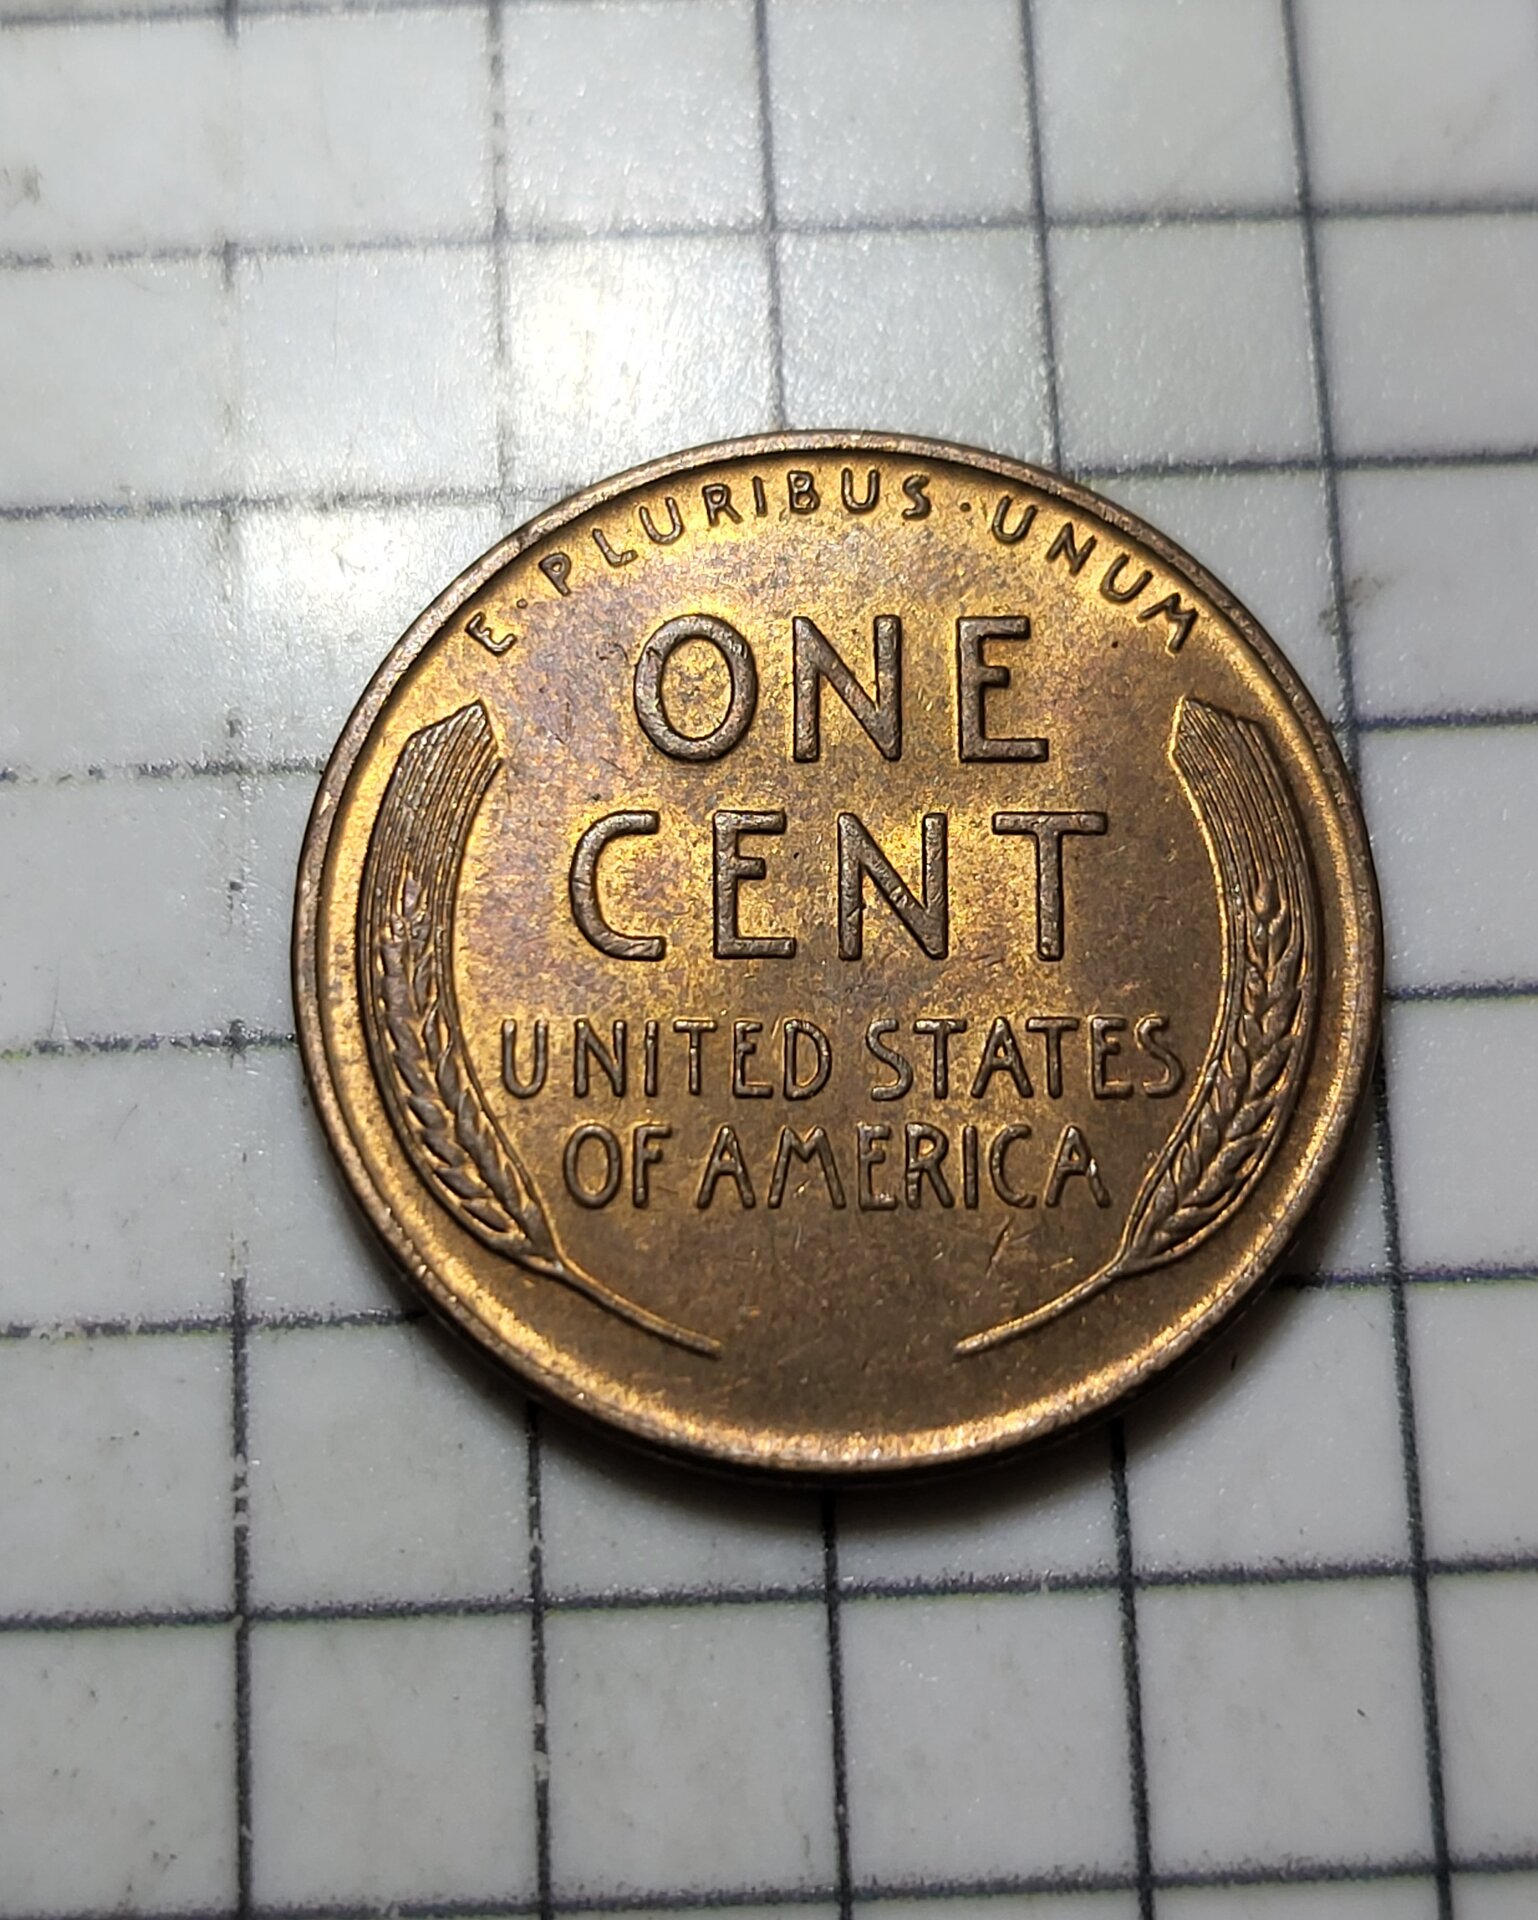 E·PLURIBUS·UNUM
ONE
CENT
UNITED STATES
OF AMERICA